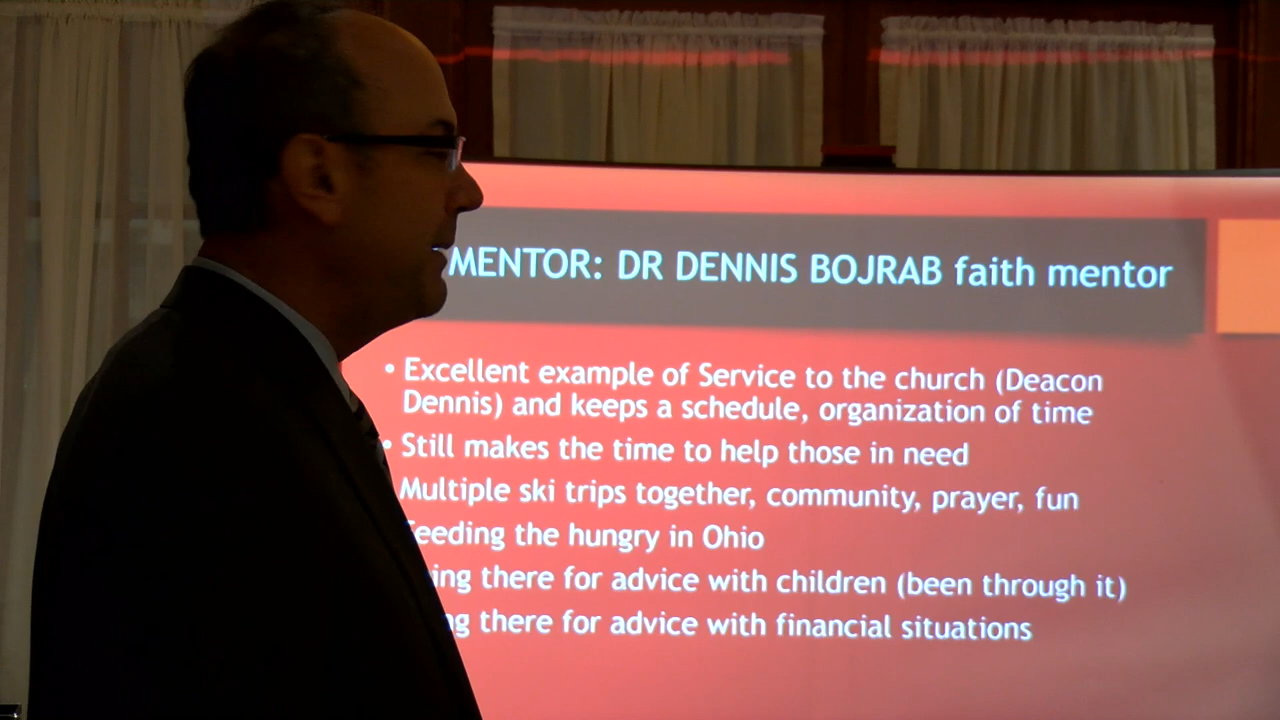 MENTOR: DR DENNIS BOJRAB faith mentor
• Excellent example of Service to the church (Deacon
Dennis) and keeps a schedule, organization of time
• Still makes the time to help those in need
Multiple ski trips together, community, prayer, fun
feeding the hungry in Ohio
there for advice with children (been through it)
there for advice with financial situations